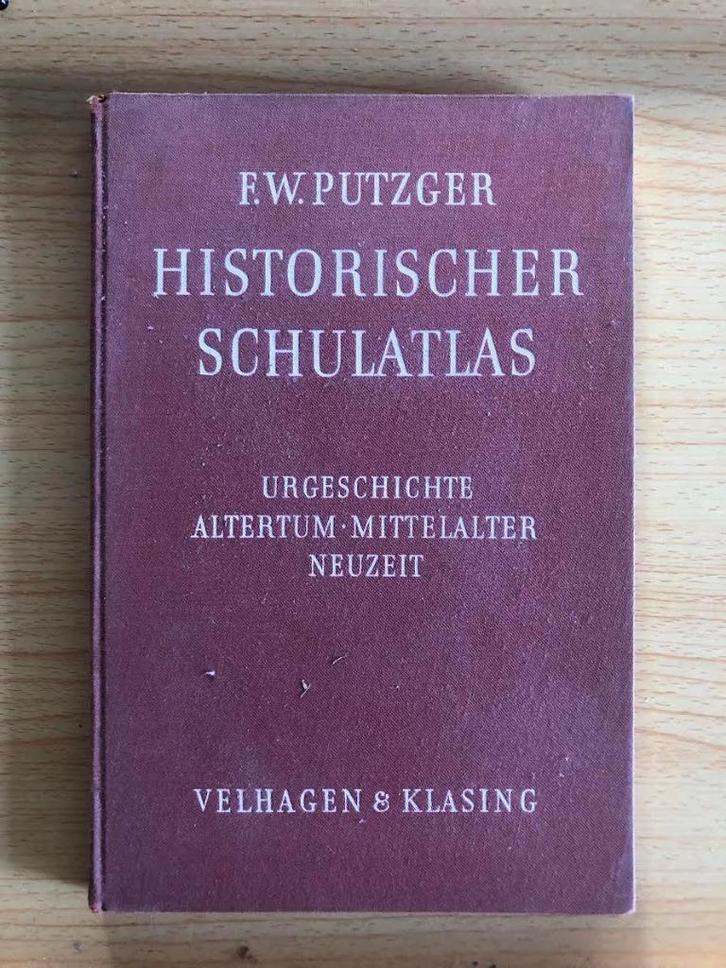 F.W. PUTZGER
HISTORISCHER
SCHULATLAS
URGESCHICHTE
ALTERTUM · MITTELALTER
NEUZEIT
VELHAGEN & KLASING